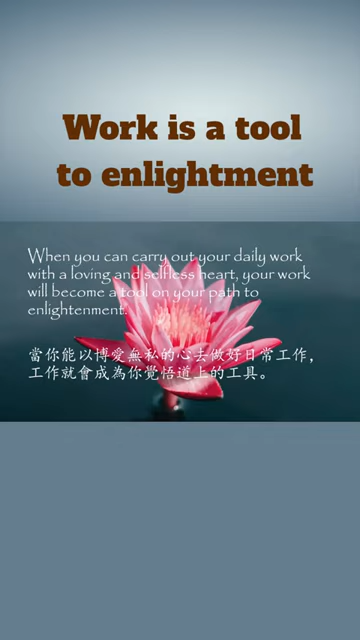 Work is a tool
to enlightment
When you can carry out your daily work
with a loving and selfless heart, your work
will become a tool on your path to
enlightenment.
當你能以博愛無私的心去做好日常工作，
工作就會成為你覺悟道上的工具。